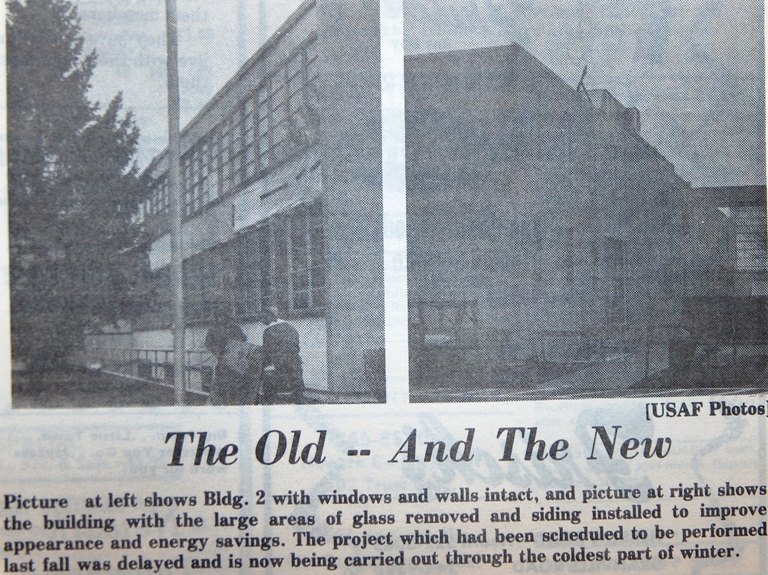 [USAF Photos]
The Old -- And The New
Picture at left shows Bldg. 2 with windows and walls intact, and picture at right shows
the building with the large areas of glass removed and siding installed to improve
appearance and energy savings. The project which had been scheduled to be performed
last fall was delayed and is now being carried out through the coldest part of winter.